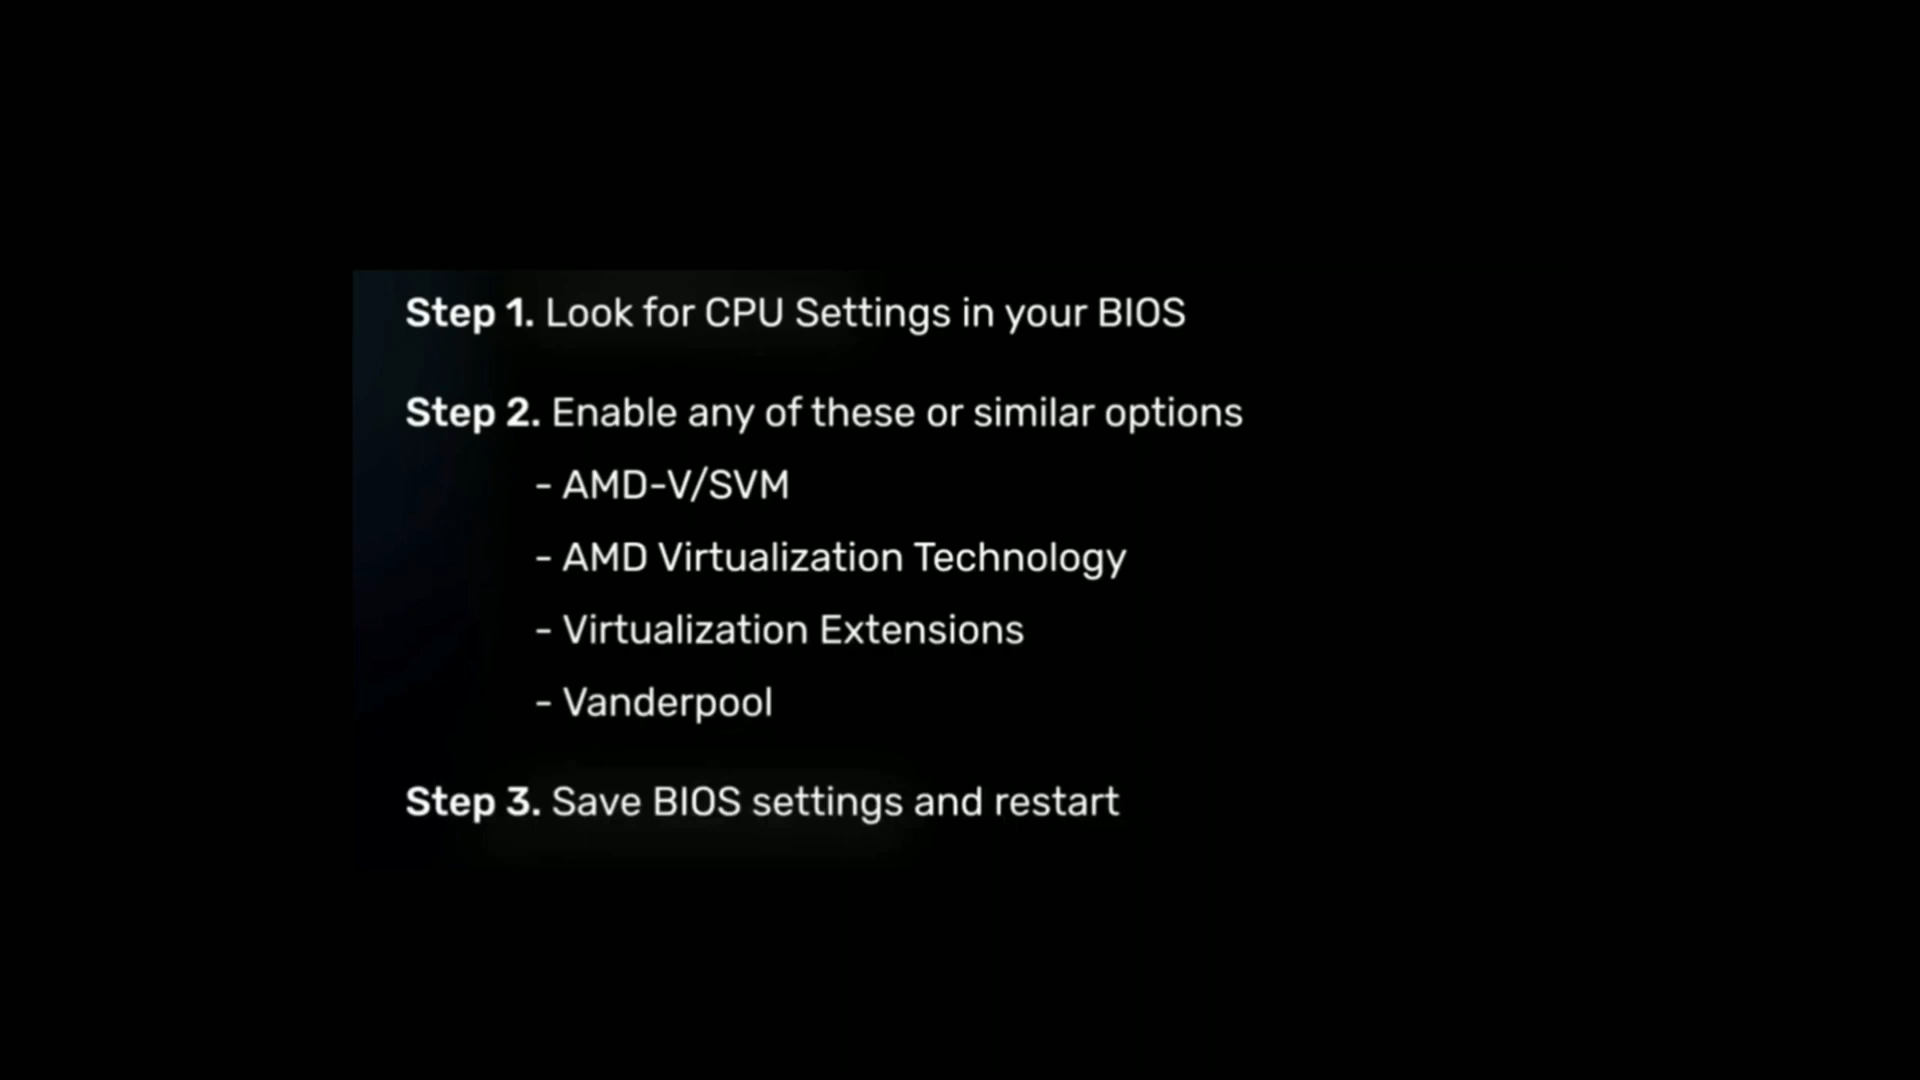 Step 1. Look for CPU Settings in your BIOS
Step 2. Enable any of these or similar options
- AMD-V/SVM
- AMD Virtualization Technology
- Virtualization Extensions
- Vanderpool
Step 3. Save BIOS settings and restart